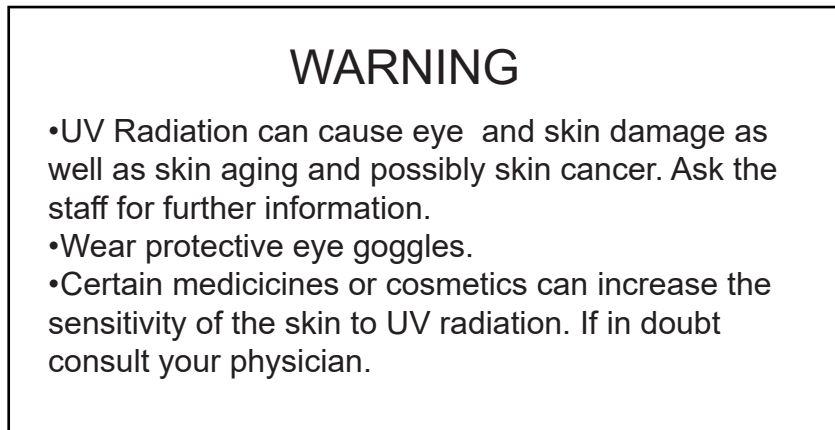 WARNING
•UV Radiation can cause eye  and skin damage as
well as skin aging and possibly skin cancer. Ask the
staff for further information.
•Wear protective eye goggles.
•Certain medicicines or cosmetics can increase the
sensitivity of the skin to UV radiation. If in doubt
consult your physician.